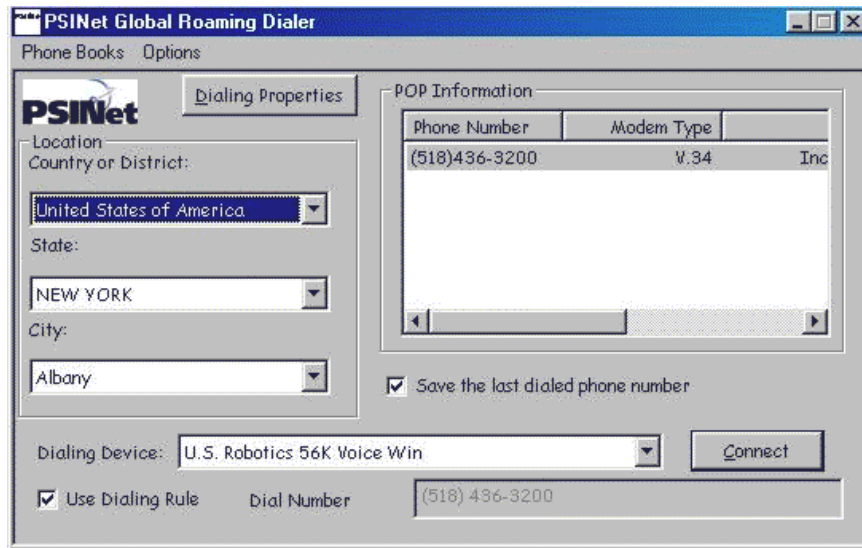 PSINet Global Roaming Dialer
Phone Books Options
PSINet
Dialing Properties
Location
Country or District:
United States of America
State:
NEW YORK
City:
Albany
POP Information
Phone Number Modem Type
(518)436-3200 V.34 Inc
Save the last dialed phone number
Dialing Device: U.S. Robotics 56K Voice Win
Connect
Use Dialing Rule Dial Number (518) 436-3200